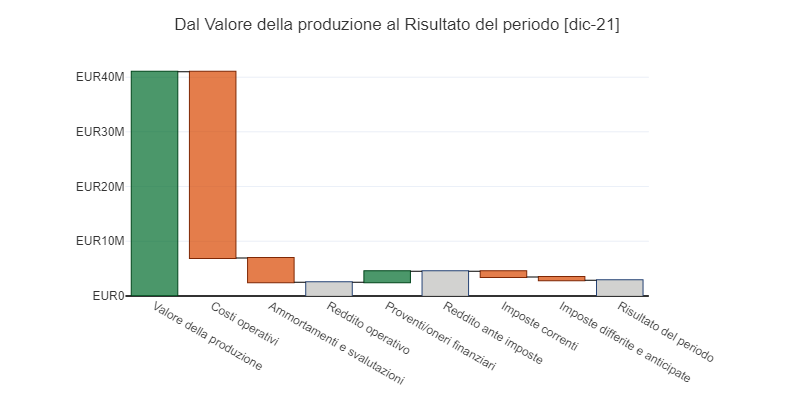 Dal Valore della produzione al Risultato del periodo [dic-21]
EUR40M
EUR30M
EUR20M
EUR10M
EUR0
Valore della produzione
Costi operativi
Ammortamenti e svalutazioni
Reddito operativo
Proventi/oneri finanziari
Reddito ante imposte
Imposte correnti
Imposte differite e anticipate
Risultato del periodo